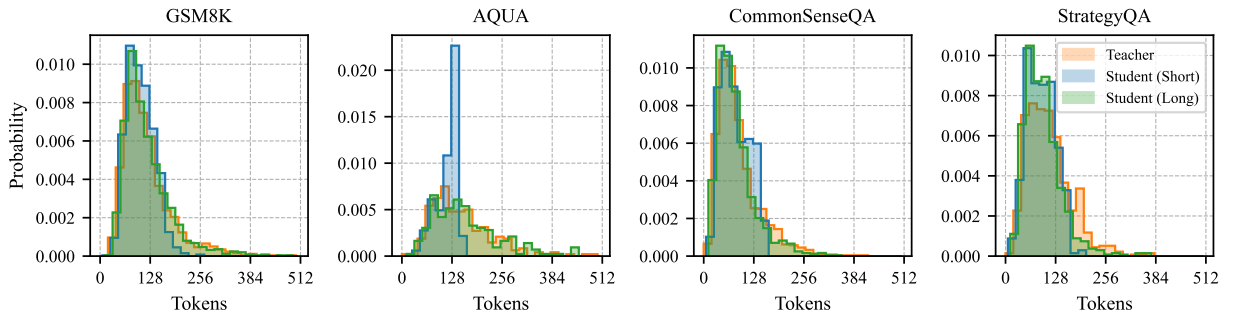 GSM8K
AQUA
CommonSenseQA
StrategyQA
Probability
0.010
0.008
0.006
0.004
0.002
0.000
0 128 256 384 512
Tokens
0.020
0.015
0.010
0.005
0.000
0 128 256 384 512
Tokens
0.010
0.008
0.006
0.004
0.002
0.000
0 128 256 384 512
Tokens
0.010
0.008
0.006
0.004
0.002
0.000
0 128 256 384 512
Tokens
Teacher
Student (Short)
Student (Long)